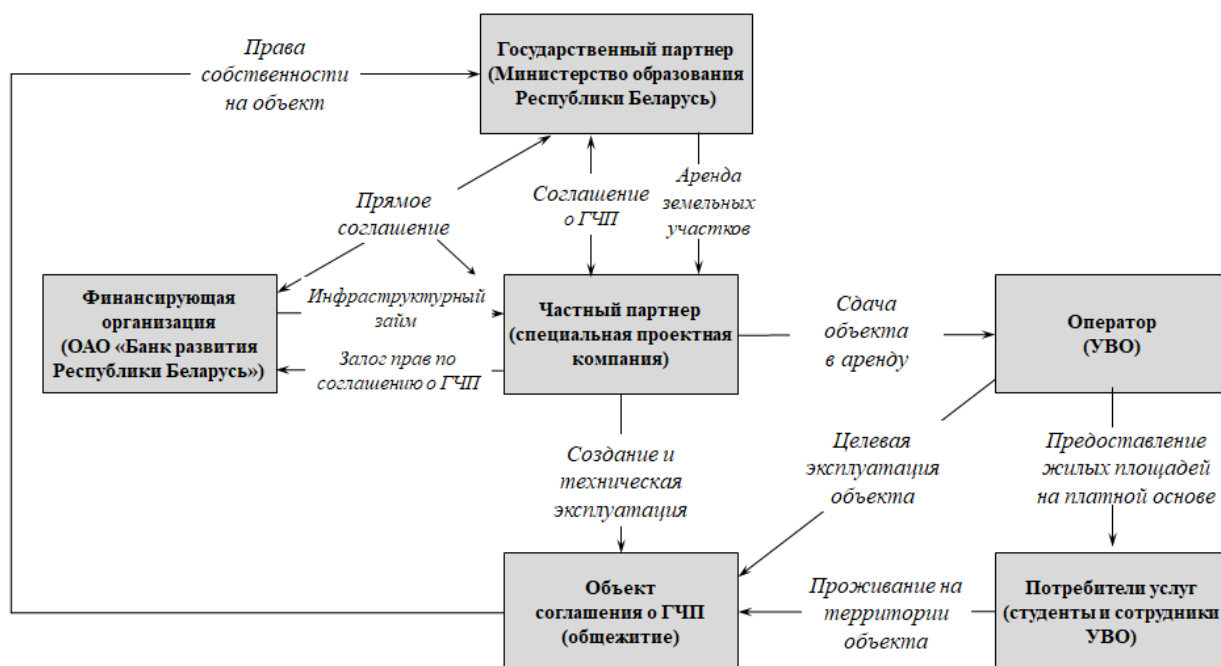 Права
собственности
на объект
Государственный партнер
(Министерство образования
Республики Беларусь)
Прямое
соглашение
Соглашение
о ГЧП
Аренда
земельных
участков
Финансирующая
организация
(ОАО «Банк развития
Республики Беларусь»)
Инфраструктурный
займ
Залог прав по
соглашению о ГЧП
Частный партнер
(специальная проектная
компания)
Сдача
объекта
в аренду
Оператор
(УВО)
Создание и
техническая
эксплуатация
Целевая
эксплуатация
объекта
Предоставление
жилых площадей
на платной основе
Объект
соглашения о ГЧП
(общежитие)
Проживание на
территории
объекта
Потребители услуг
(студенты и сотрудники
УВО)